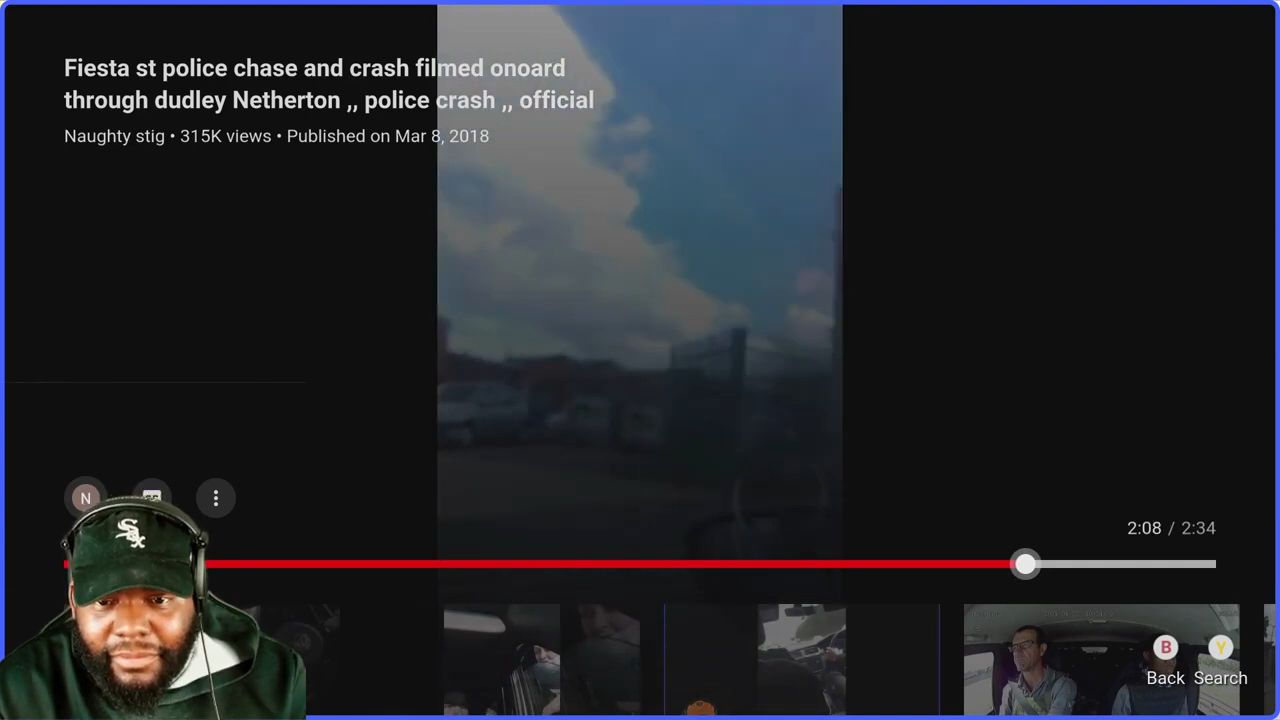 Fiesta st police chase and crash filmed onoard
through dudley Netherton ,, police crash ,, official
Naughty stig • 315K views • Published on Mar 8, 2018
N
Sox
2:08 / 2:34
B Y
Back Search